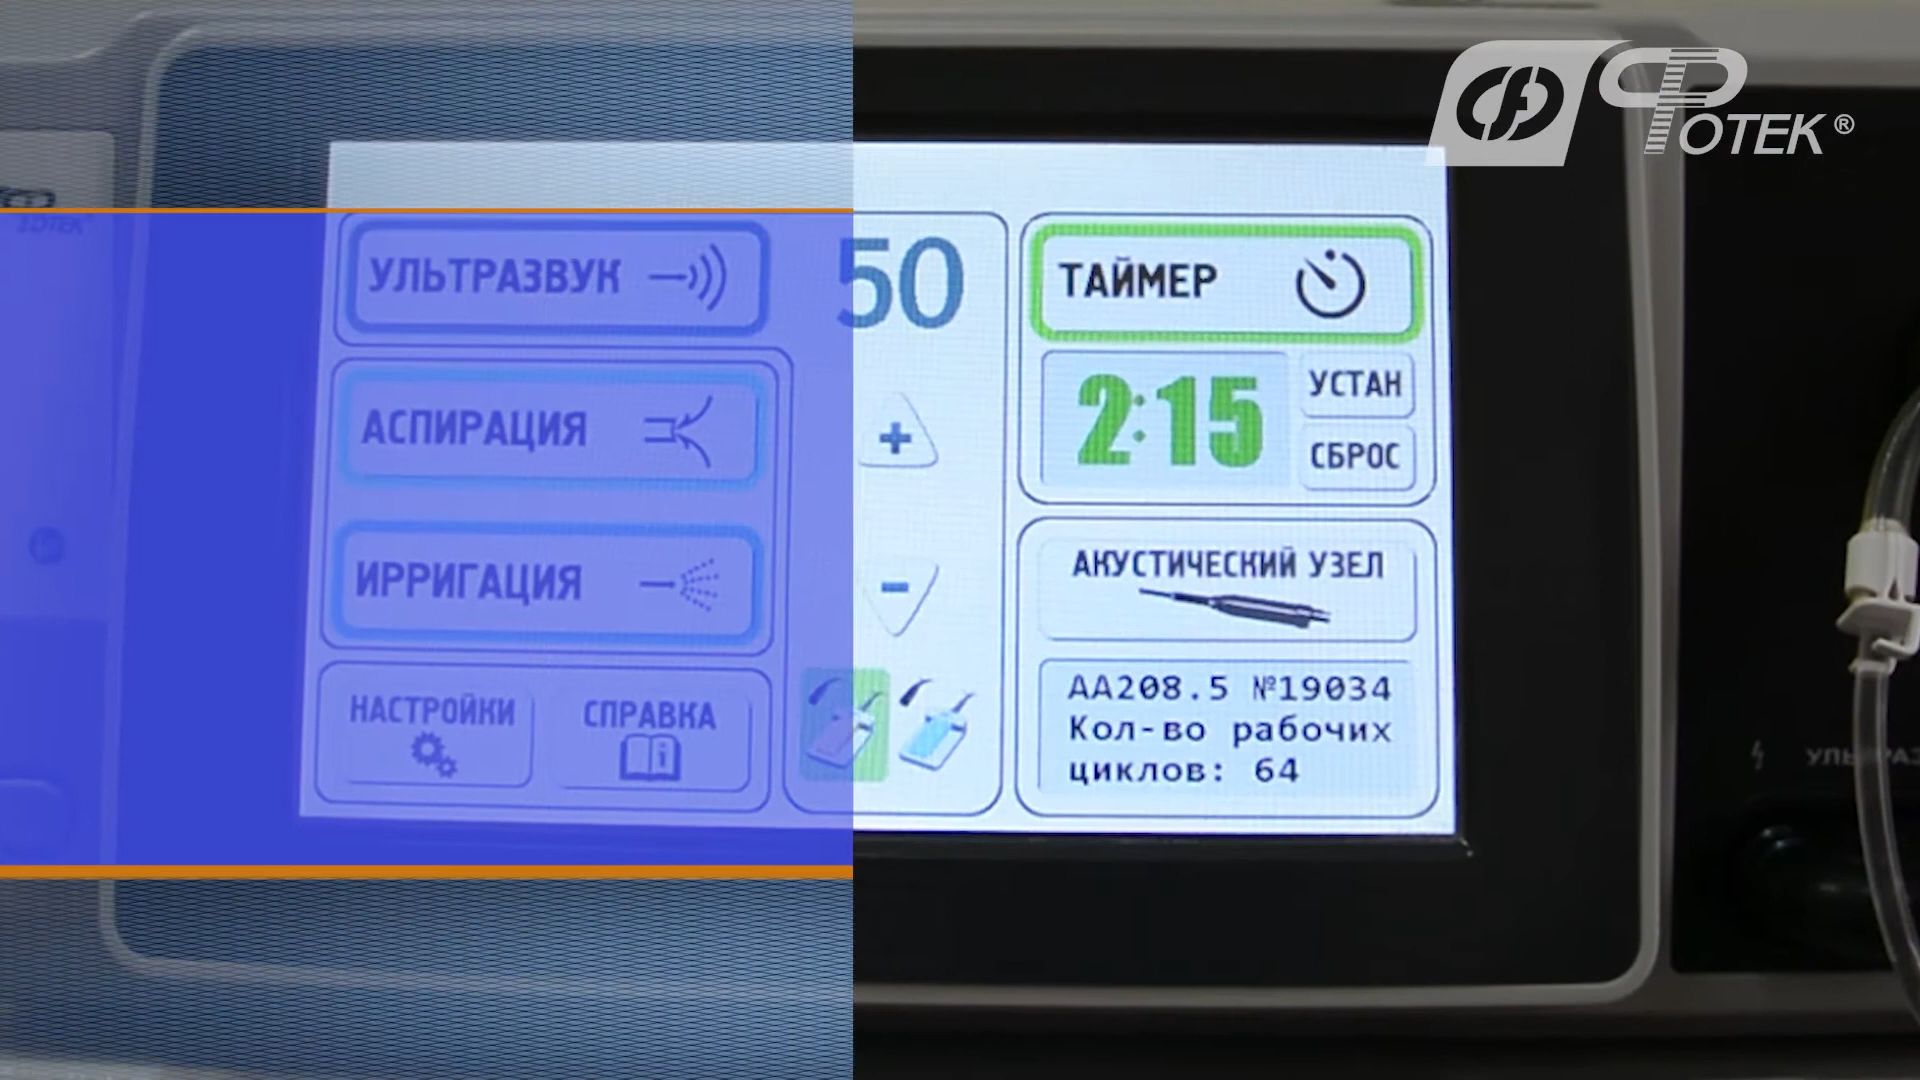 ФОТЕК®
ФОТЕК
УЛЬТРАЗВУК
50
ТАЙМЕР
2:15
УСТАН
СБРОС
АСПИРАЦИЯ
+
ИРРИГАЦИЯ
-
АКУСТИЧЕСКИЙ УЗЕЛ
НАСТРОЙКИ
СПРАВКА
АА208.5 №19034
Кол-во рабочих
циклов: 64